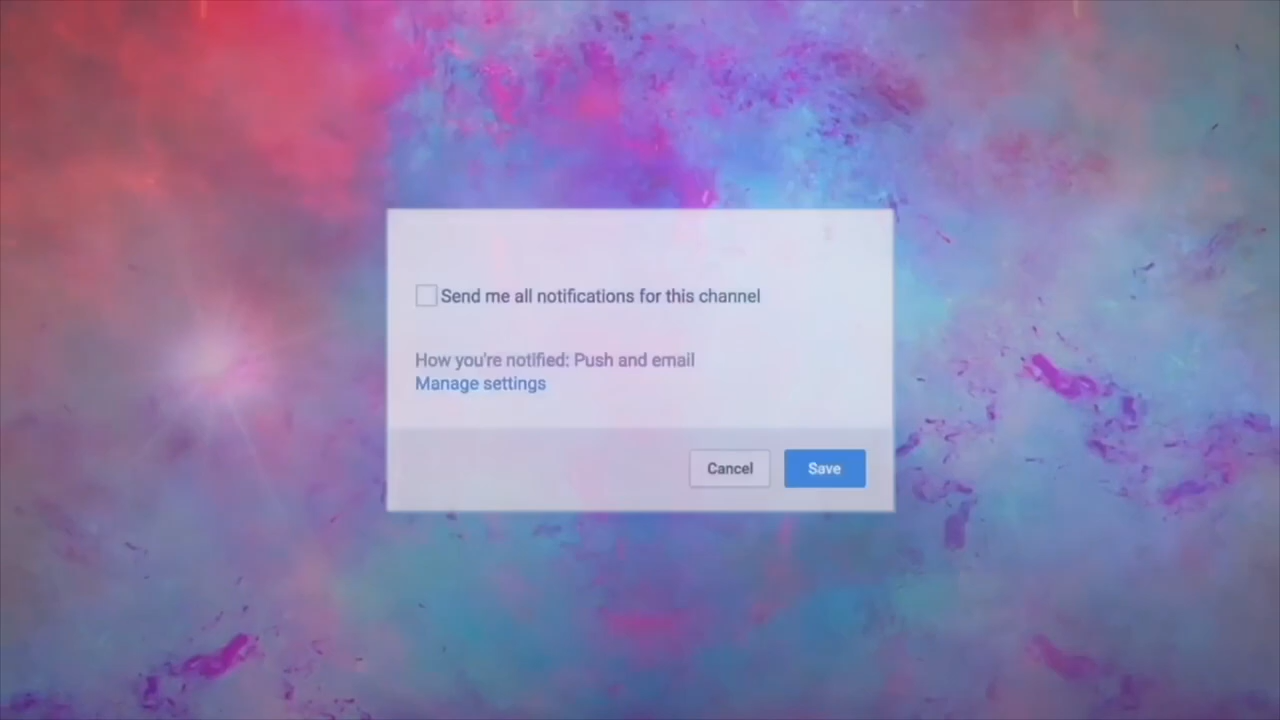 Send me all notifications for this channel
How you're notified: Push and email
Manage settings
Cancel
Save